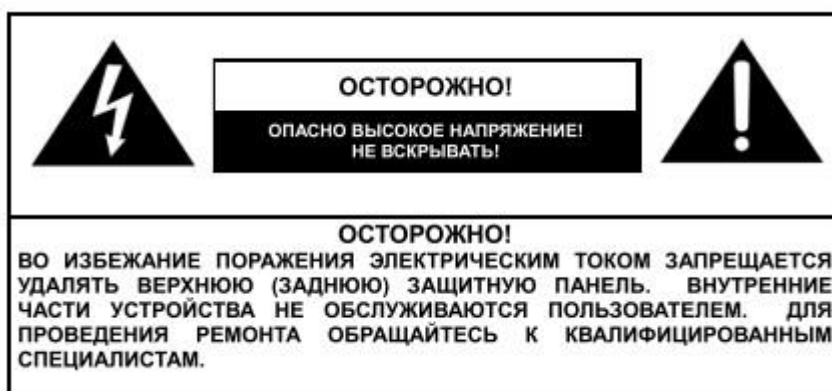 ОСТОРОЖНО!
ОПАСНО ВЫСОКОЕ НАПРЯЖЕНИЕ!
НЕ ВСКРЫВАТЬ!
ОСТОРОЖНО!
ВО ИЗБЕЖАНИЕ ПОРАЖЕНИЯ ЭЛЕКТРИЧЕСКИМ ТОКОМ ЗАПРЕЩАЕТСЯ
УДАЛЯТЬ ВЕРХНЮЮ (ЗАДНЮЮ) ЗАЩИТНУЮ ПАНЕЛЬ. ВНУТРЕННИЕ
ЧАСТИ УСТРОЙСТВА НЕ ОБСЛУЖИВАЮТСЯ ПОЛЬЗОВАТЕЛЕМ. ДЛЯ
ПРОВЕДЕНИЯ РЕМОНТА ОБРАЩАЙТЕСЬ К КВАЛИФИЦИРОВАННЫМ
СПЕЦИАЛИСТАМ.